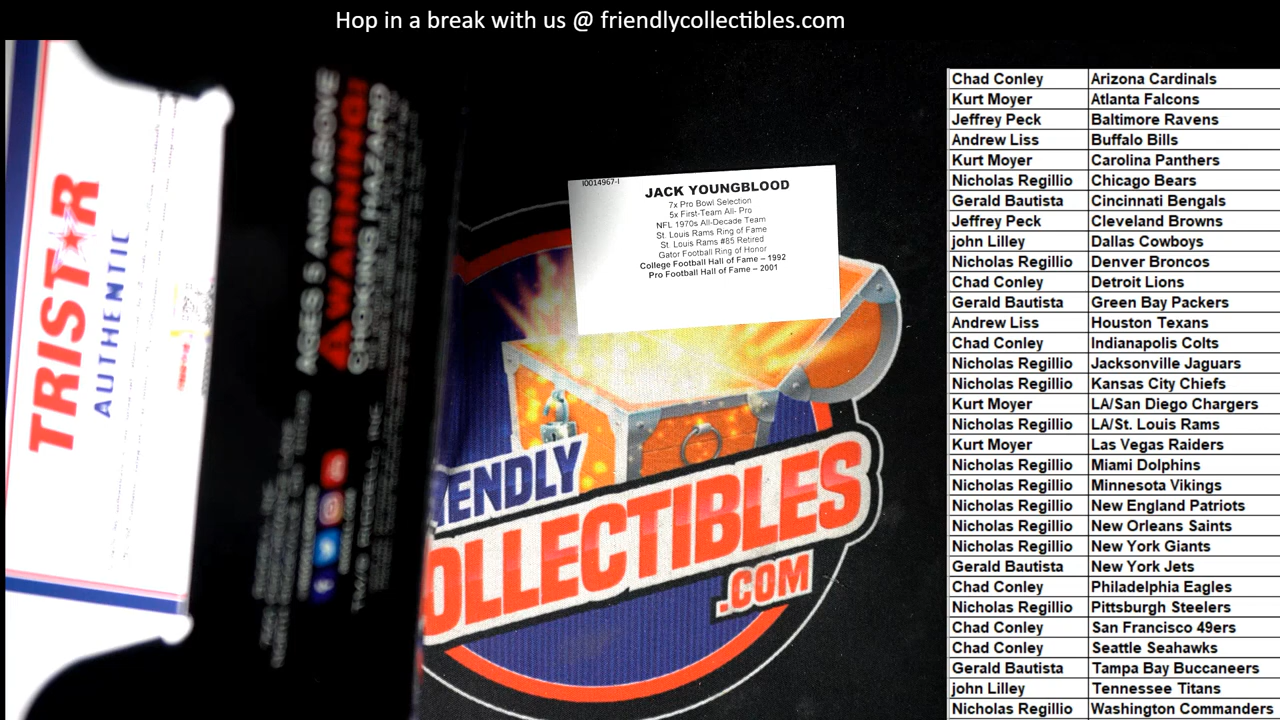 Hop in a break with us @ friendlycollectibles.com
TRISTAR
AUTHENTIC
AGES 9 AND ABOVE
WARNING!
CHOKING HAZARD
I0014967-I
JACK YOUNGBLOOD
7x Pro Bowl Selection
5x First-Team All- Pro
NFL 1970s All-Decade Team
St. Louis Rams Ring of Fame
St. Louis Rams #85 Retired
Gator Football Ring of Honor
College Football Hall of Fame – 1992
Pro Football Hall of Fame – 2001
IENDLY
OLLECTIBLES
.COM
Chad Conley Arizona Cardinals
Kurt Moyer Atlanta Falcons
Jeffrey Peck Baltimore Ravens
Andrew Liss Buffalo Bills
Kurt Moyer Carolina Panthers
Nicholas Regillio Chicago Bears
Gerald Bautista Cincinnati Bengals
Jeffrey Peck Cleveland Browns
john Lilley Dallas Cowboys
Nicholas Regillio Denver Broncos
Chad Conley Detroit Lions
Gerald Bautista Green Bay Packers
Andrew Liss Houston Texans
Chad Conley Indianapolis Colts
Nicholas Regillio Jacksonville Jaguars
Nicholas Regillio Kansas City Chiefs
Kurt Moyer LA/San Diego Chargers
Nicholas Regillio LA/St. Louis Rams
Kurt Moyer Las Vegas Raiders
Nicholas Regillio Miami Dolphins
Nicholas Regillio Minnesota Vikings
Nicholas Regillio New England Patriots
Nicholas Regillio New Orleans Saints
Nicholas Regillio New York Giants
Gerald Bautista New York Jets
Chad Conley Philadelphia Eagles
Nicholas Regillio Pittsburgh Steelers
Chad Conley San Francisco 49ers
Chad Conley Seattle Seahawks
Gerald Bautista Tampa Bay Buccaneers
john Lilley Tennessee Titans
Nicholas Regillio Washington Commanders